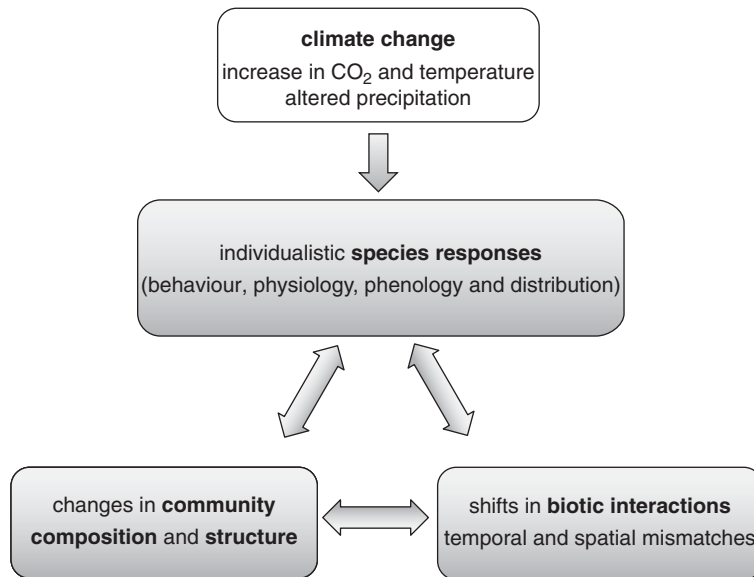 climate change
increase in CO₂ and temperature
altered precipitation
individualistic species responses
(behaviour, physiology, phenology and distribution)
changes in community
composition and structure
shifts in biotic interactions
temporal and spatial mismatches